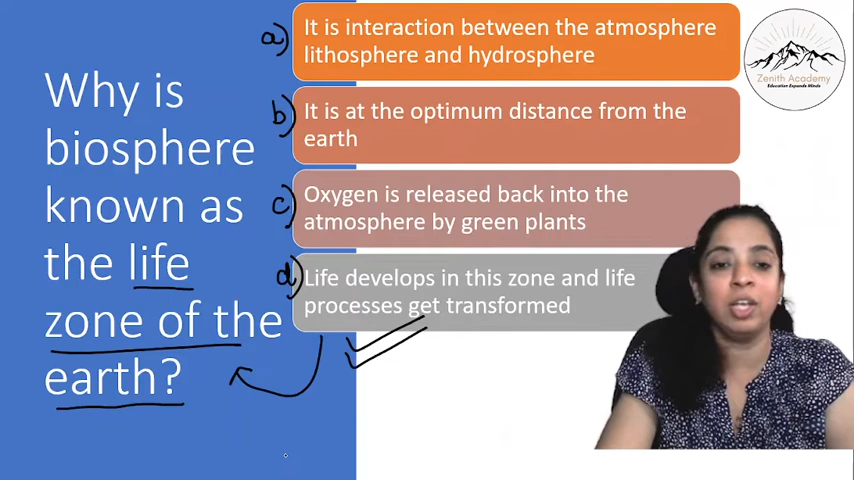 Why is
biosphere
known as
the life
zone of the
earth?
a) It is interaction between the atmosphere
lithosphere and hydrosphere
b) It is at the optimum distance from the
earth
c) Oxygen is released back into the
atmosphere by green plants
d) Life develops in this zone and life
processes get transformed
Zenith Academy
Education Expands Minds